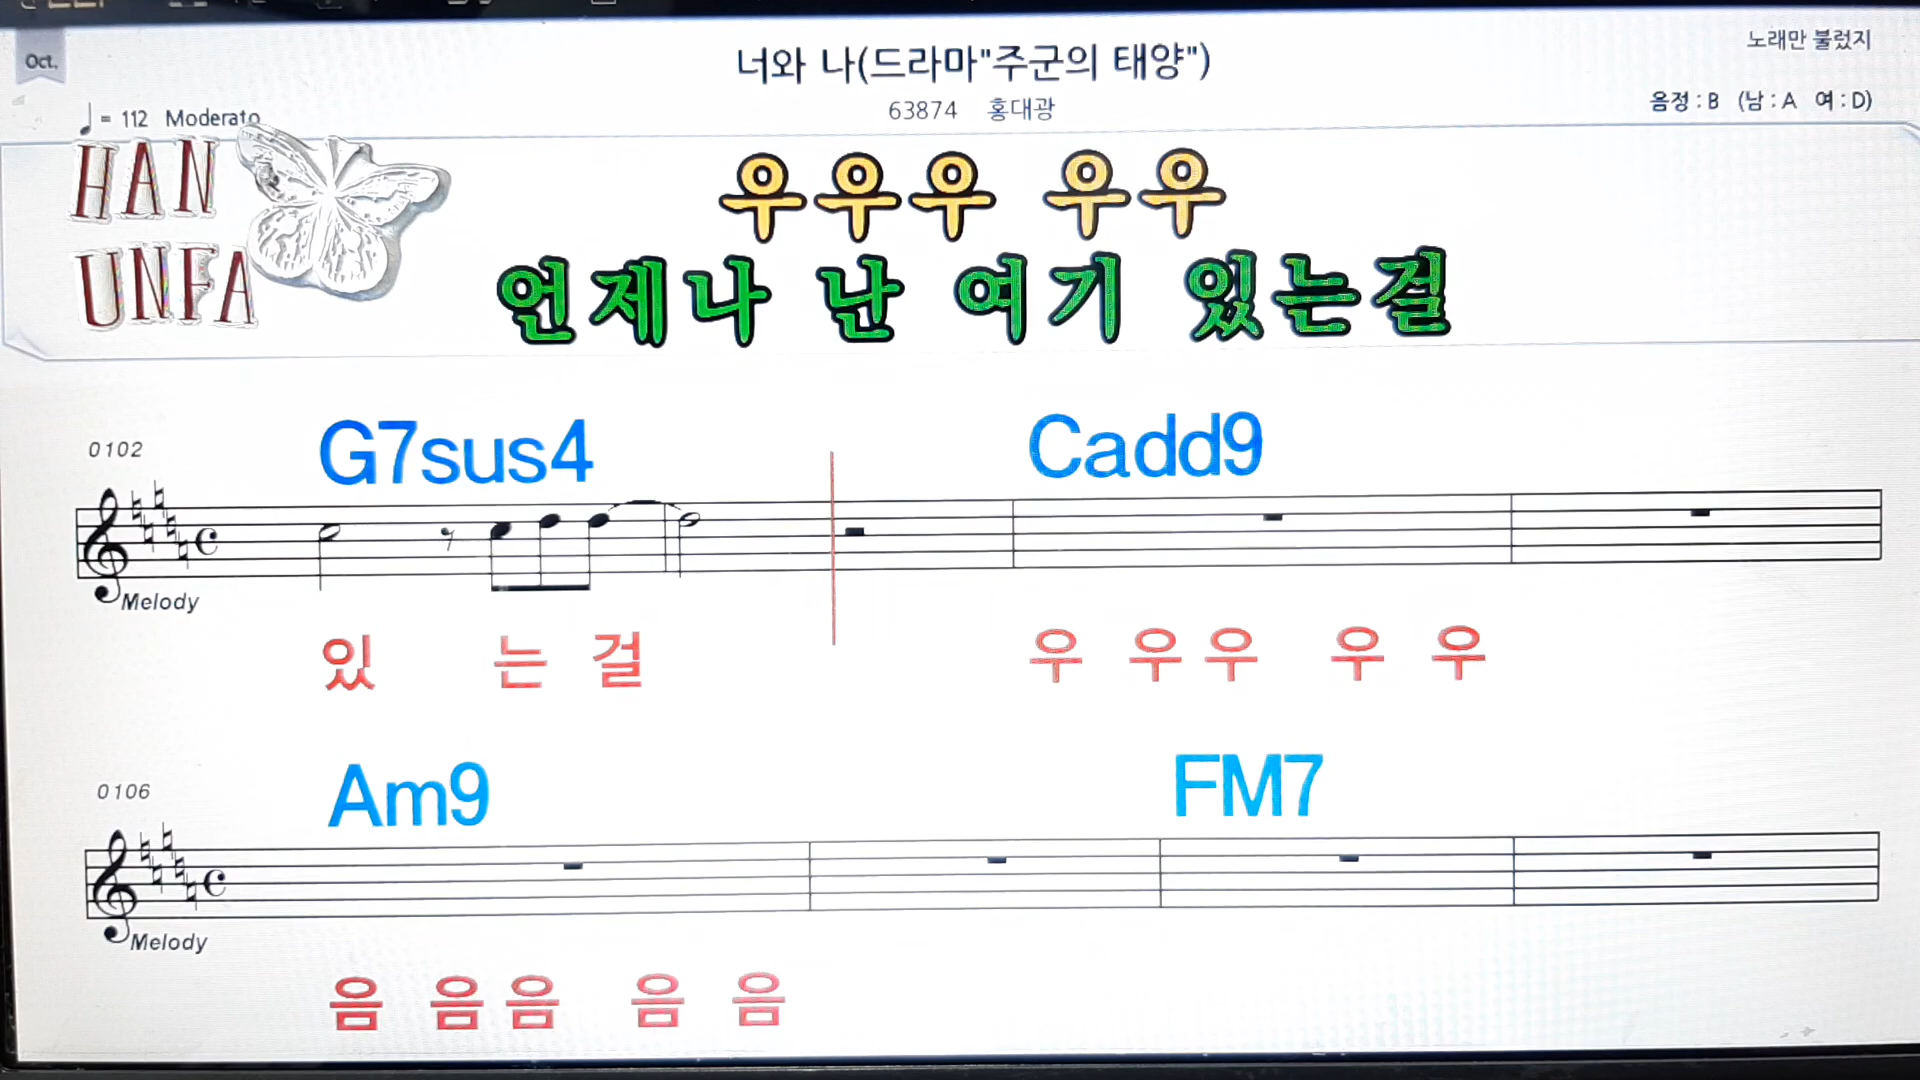 Oct.
너와 나(드라마"주군의 태양")
노래만 불렀지
63874 홍대광
음정 : B (남 : A 여 : D)
♩ = 112 Moderato
HAN
UNFA
우우우 우우
언제나 난 여기 있는걸
0102
G7sus4 Cadd9
Melody
있 는 걸 우 우 우 우 우
0106
Am9 FM7
Melody
음 음 음 음 음